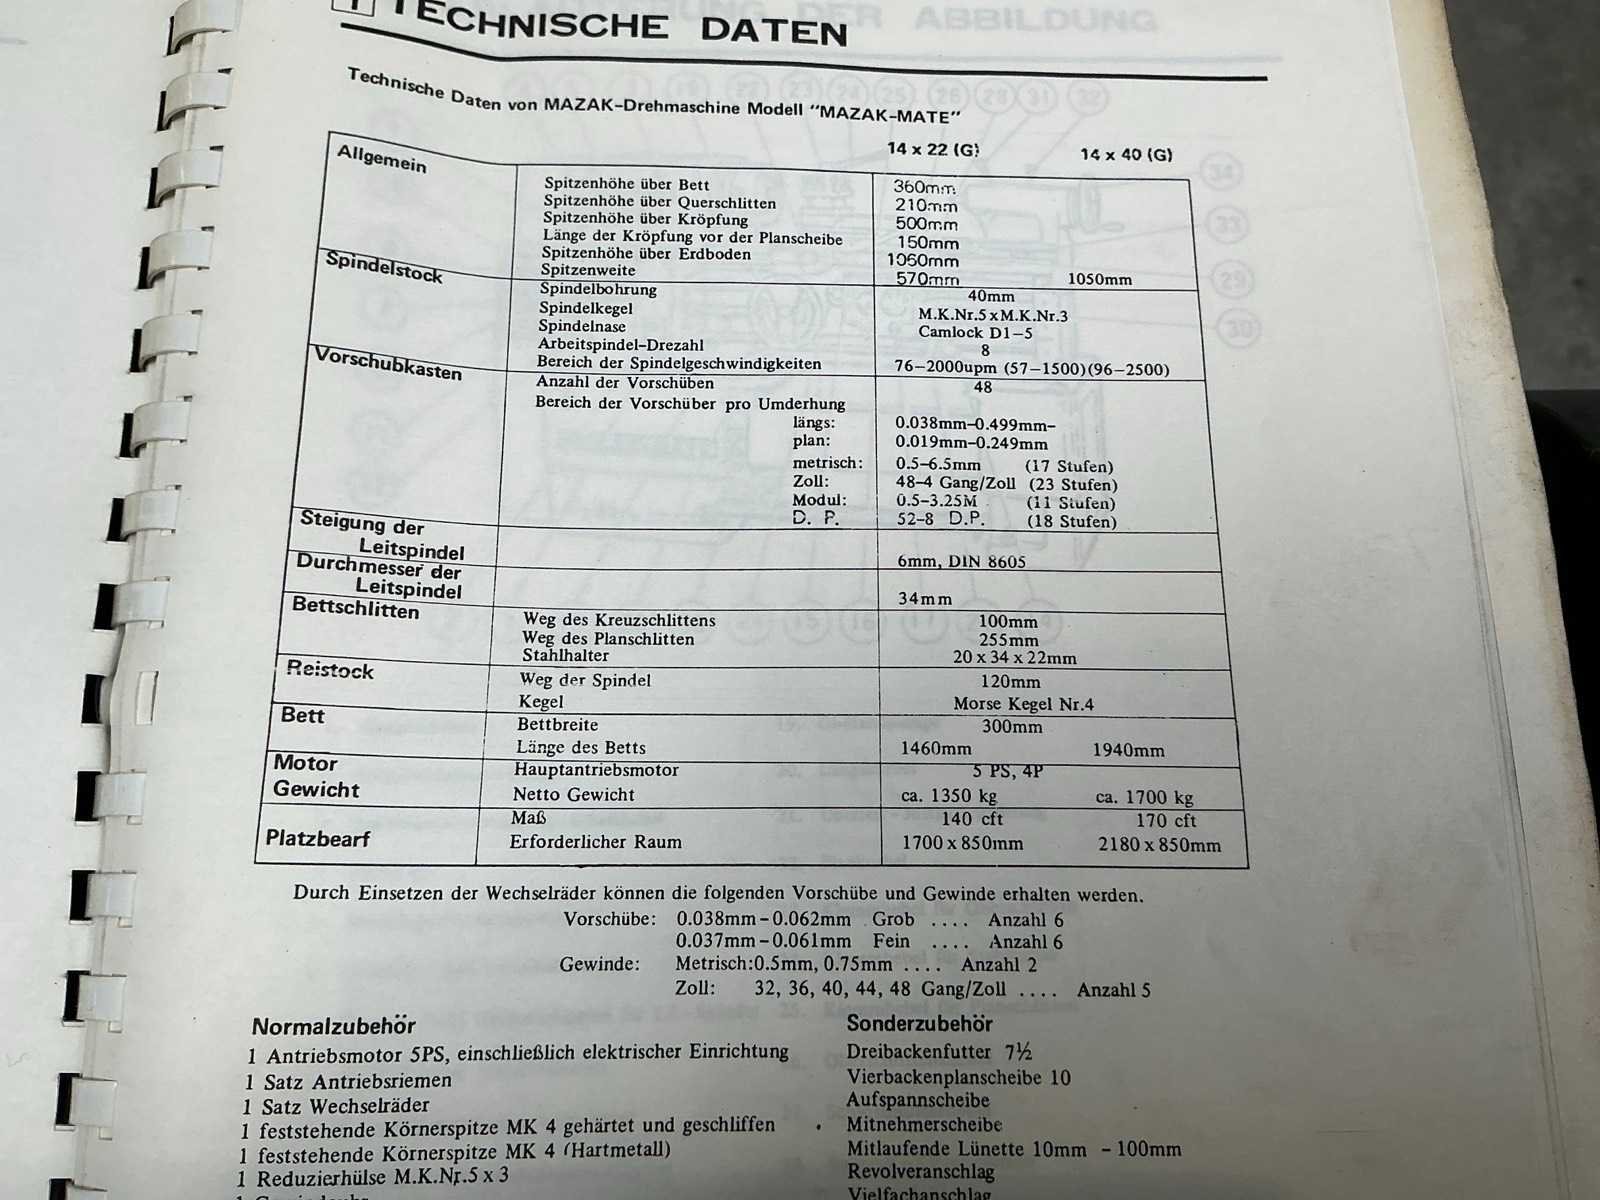 1 TECHNISCHE DATEN
Technische Daten von MAZAK-Drehmaschine Modell "MAZAK-MATE"
14 x 22 (G) 14 x 40 (G)
Allgemein
Spitzenhöhe über Bett 360mm
Spitzenhöhe über Querschlitten 210mm
Spitzenhöhe über Kröpfung 500mm
Länge der Kröpfung vor der Planscheibe 150mm
Spitzenhöhe über Erdboden 1050mm
Spitzenweite 570mm 1050mm
Spindelstock
Spindelbohrung 40mm
Spindelkegel M.K.Nr.5 x M.K.Nr.3
Spindelnase Camlock D1-5
Arbeitspindel-Drezahl 8
Bereich der Spindelgeschwindigkeiten 76-2000upm (57-1500)(96-2500)
Vorschubkasten
Anzahl der Vorschüben 48
Bereich der Vorschüber pro Umderhung
längs: 0.038mm-0.499mm-
plan: 0.019mm-0.249mm
metrisch: 0.5-6.5mm (17 Stufen)
Zoll: 48-4 Gang/Zoll (23 Stufen)
Modul: 0.5-3.25M (11 Stufen)
D. P. 52-8 D.P. (18 Stufen)
Steigung der
Leitspindel 6mm, DIN 8605
Durchmesser der
Leitspindel 34mm
Bettschlitten
Weg des Kreuzschlittens 100mm
Weg des Planschlitten 255mm
Stahlhalter 20 x 34 x 22mm
Reistock
Weg der Spindel 120mm
Kegel Morse Kegel Nr.4
Bett
Bettbreite 300mm
Länge des Betts 1460mm 1940mm
Motor Hauptantriebsmotor 5 PS, 4P
Gewicht Netto Gewicht ca. 1350 kg ca. 1700 kg
Maß 140 cft 170 cft
Platzbearf Erforderlicher Raum 1700 x 850mm 2180 x 850mm
Durch Einsetzen der Wechselräder können die folgenden Vorschübe und Gewinde erhalten werden.
Vorschübe: 0.038mm-0.062mm Grob .... Anzahl 6
0.037mm-0.061mm Fein .... Anzahl 6
Gewinde: Metrisch:0.5mm, 0.75mm .... Anzahl 2
Zoll: 32, 36, 40, 44, 48 Gang/Zoll .... Anzahl 5
Normalzubehör
1 Antriebsmotor 5PS, einschließlich elektrischer Einrichtung
1 Satz Antriebsriemen
1 Satz Wechselräder
1 feststehende Körnerspitze MK 4 gehärtet und geschliffen
1 feststehende Körnerspitze MK 4 (Hartmetall)
1 Reduzierhülse M.K.Nr.5 x 3
Sonderzubehör
Dreibackenfutter 7½
Vierbackenplanscheibe 10
Aufspannscheibe
Mitnehmerscheibe
Mitlaufende Lünette 10mm - 100mm
Revolveranschlag
Vielfachanschlag